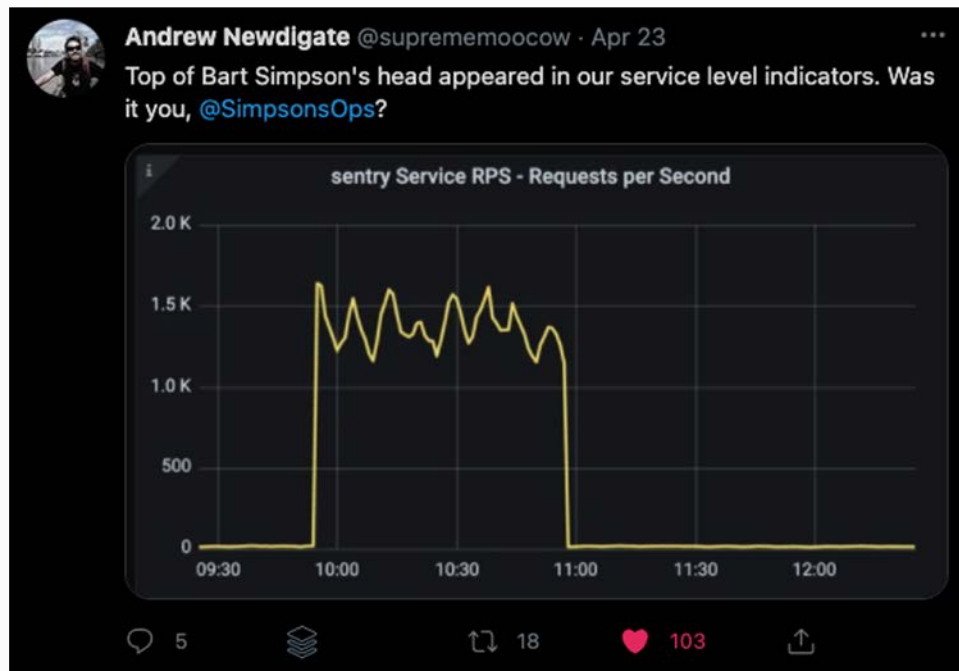 Andrew Newdigate @suprememoocow · Apr 23
Top of Bart Simpson's head appeared in our service level indicators. Was
it you, @SimpsonsOps?
i
sentry Service RPS - Requests per Second
2.0 K
1.5 K
1.0 K
500
0
09:30 10:00 10:30 11:00 11:30 12:00
5 18 103